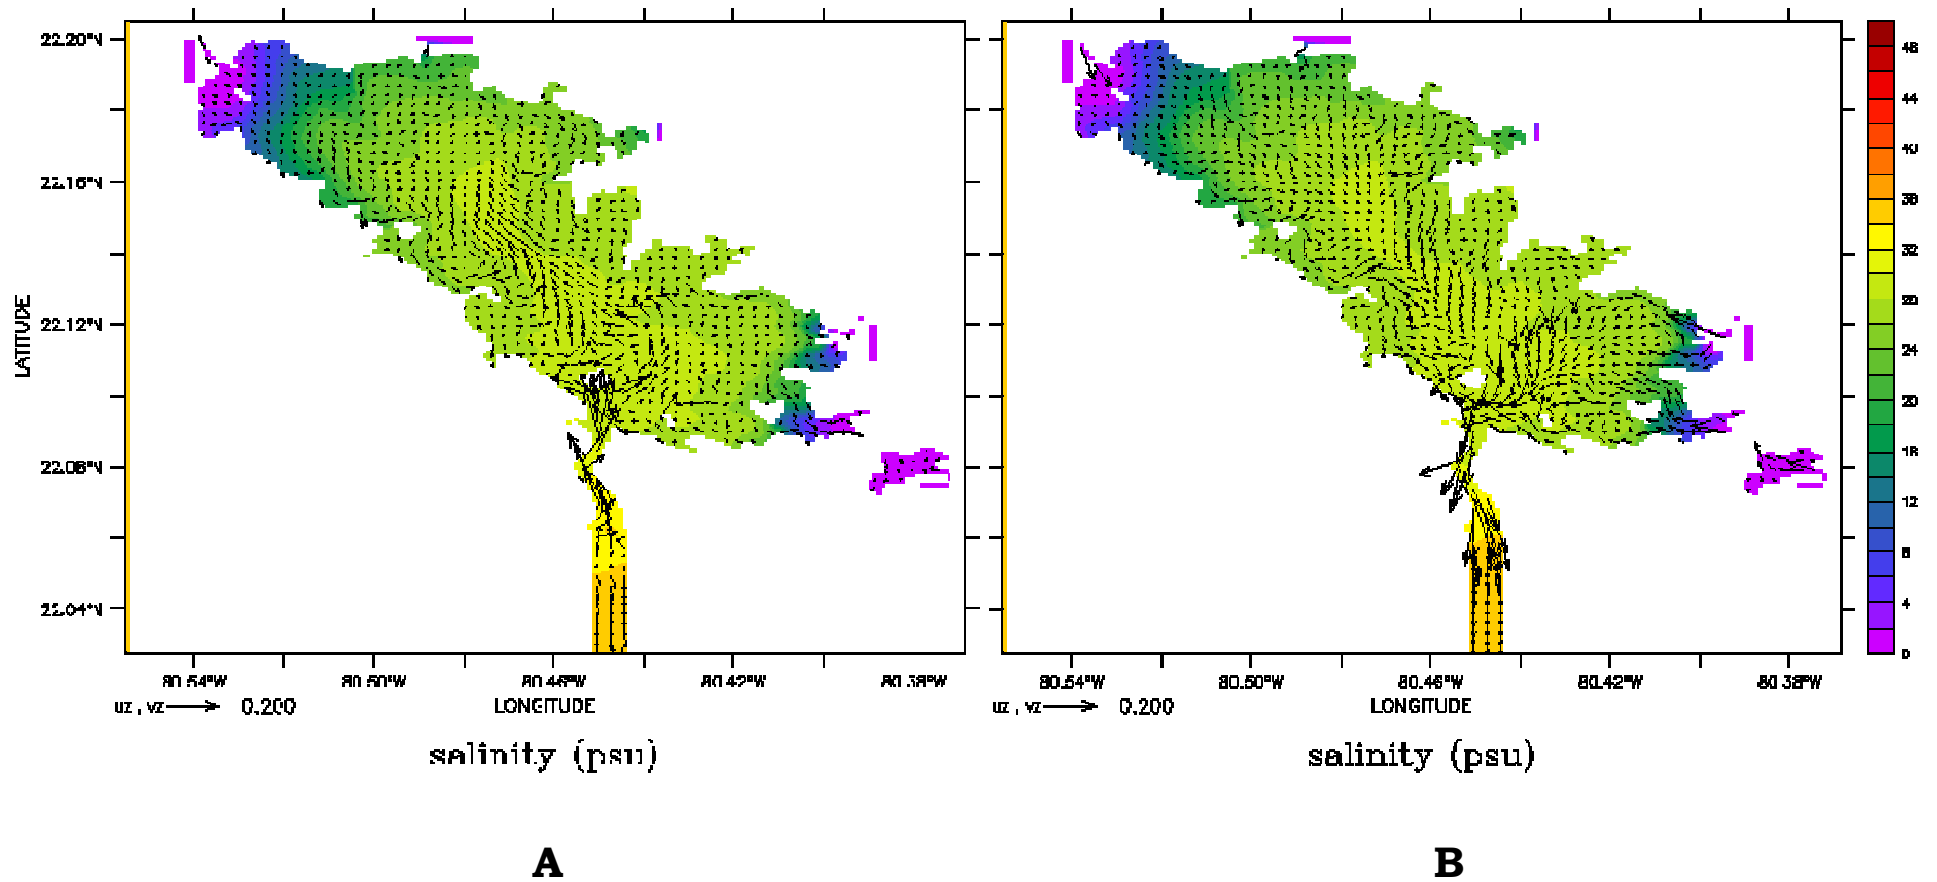 22.20°N
22.16°N
22.12°N
22.08°N
22.04°N
LATITUDE
80.54°W 80.50°W 80.46°W 80.42°W 80.38°W
LONGITUDE
uz , vz 0.200
salinity (psu)
A
80.54°W 80.50°W 80.46°W 80.42°W 80.38°W
LONGITUDE
uz , vz 0.200
salinity (psu)
B
48
44
40
36
32
28
24
20
16
12
8
4
0